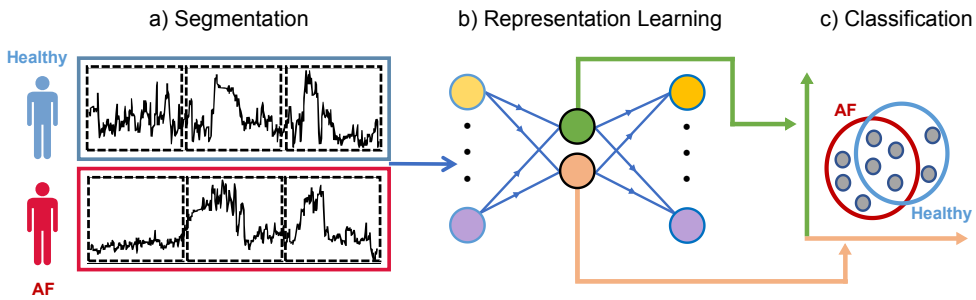 a) Segmentation
b) Representation Learning
c) Classification
Healthy
AF
AF
Healthy